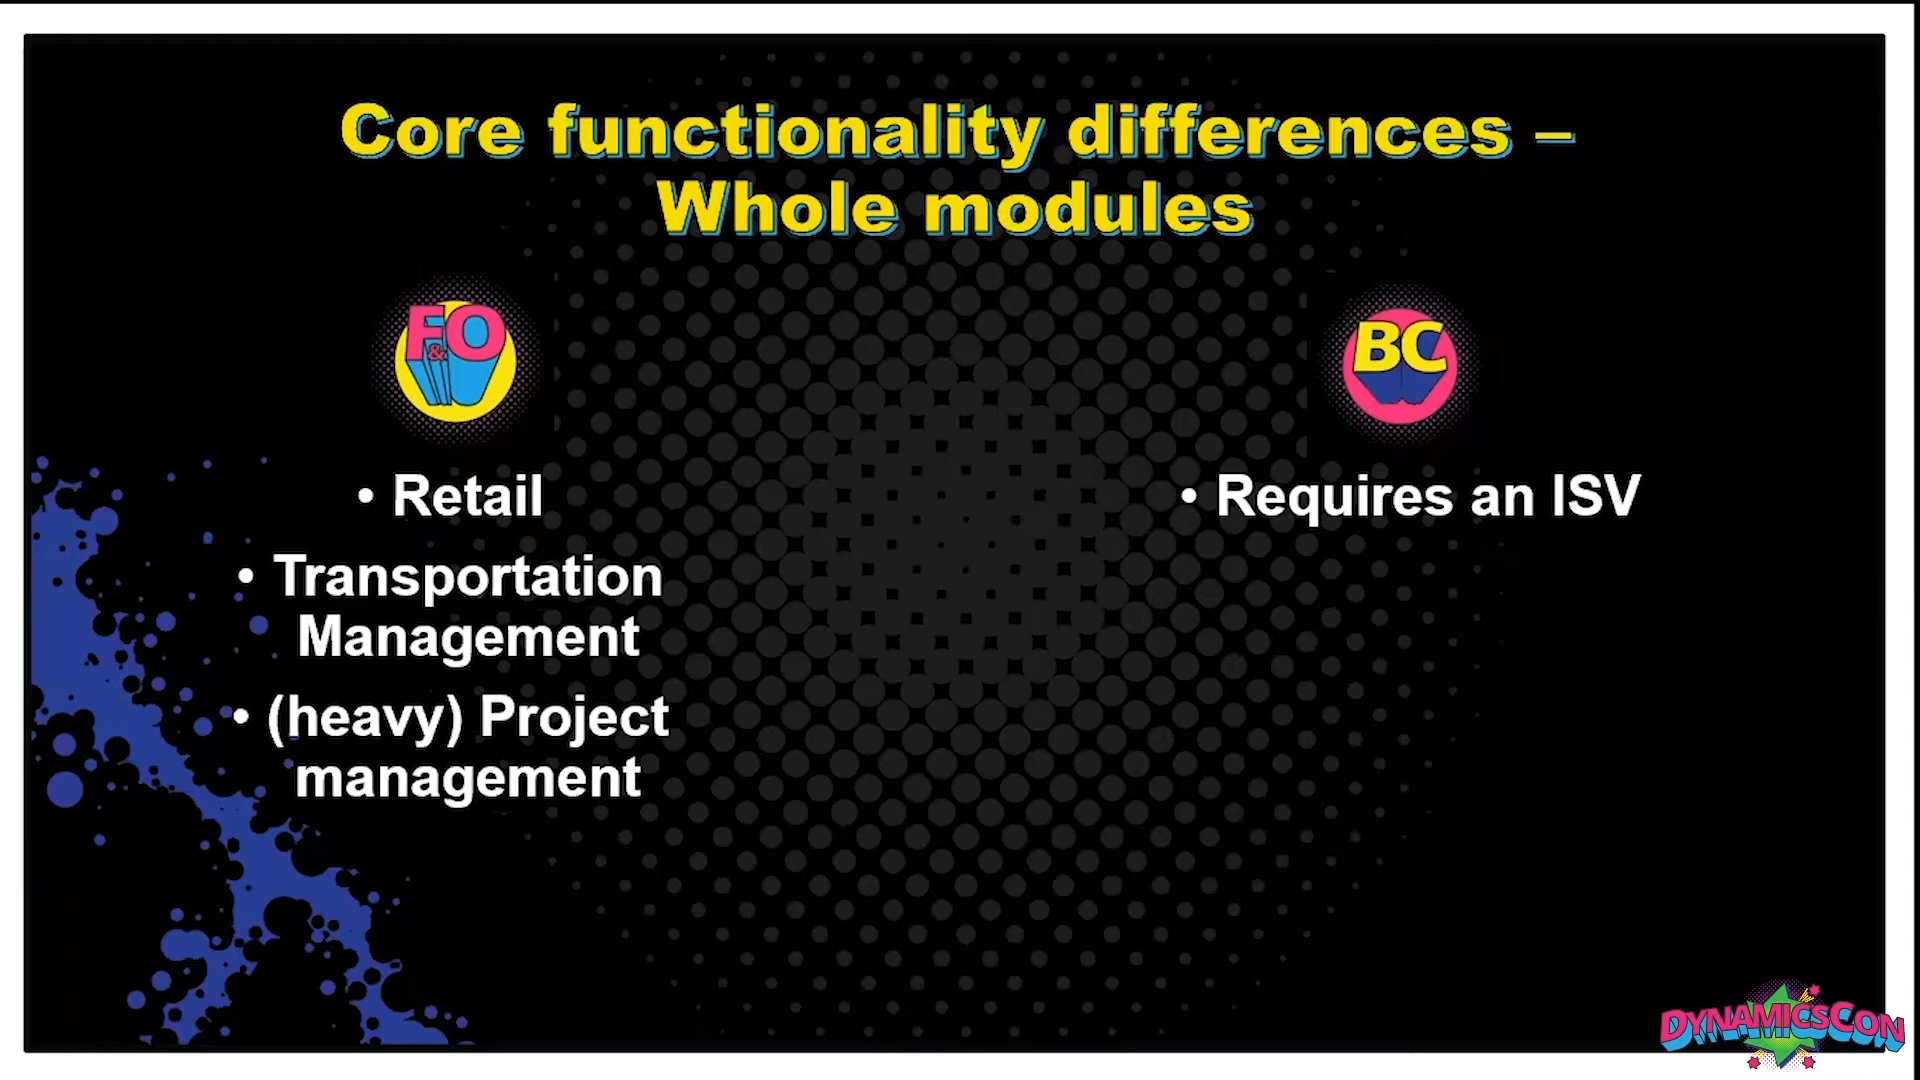 Core functionality differences –
Whole modules
F&O
BC
• Retail
• Transportation
Management
• (heavy) Project
management
• Requires an ISV
DYNAMICSCON